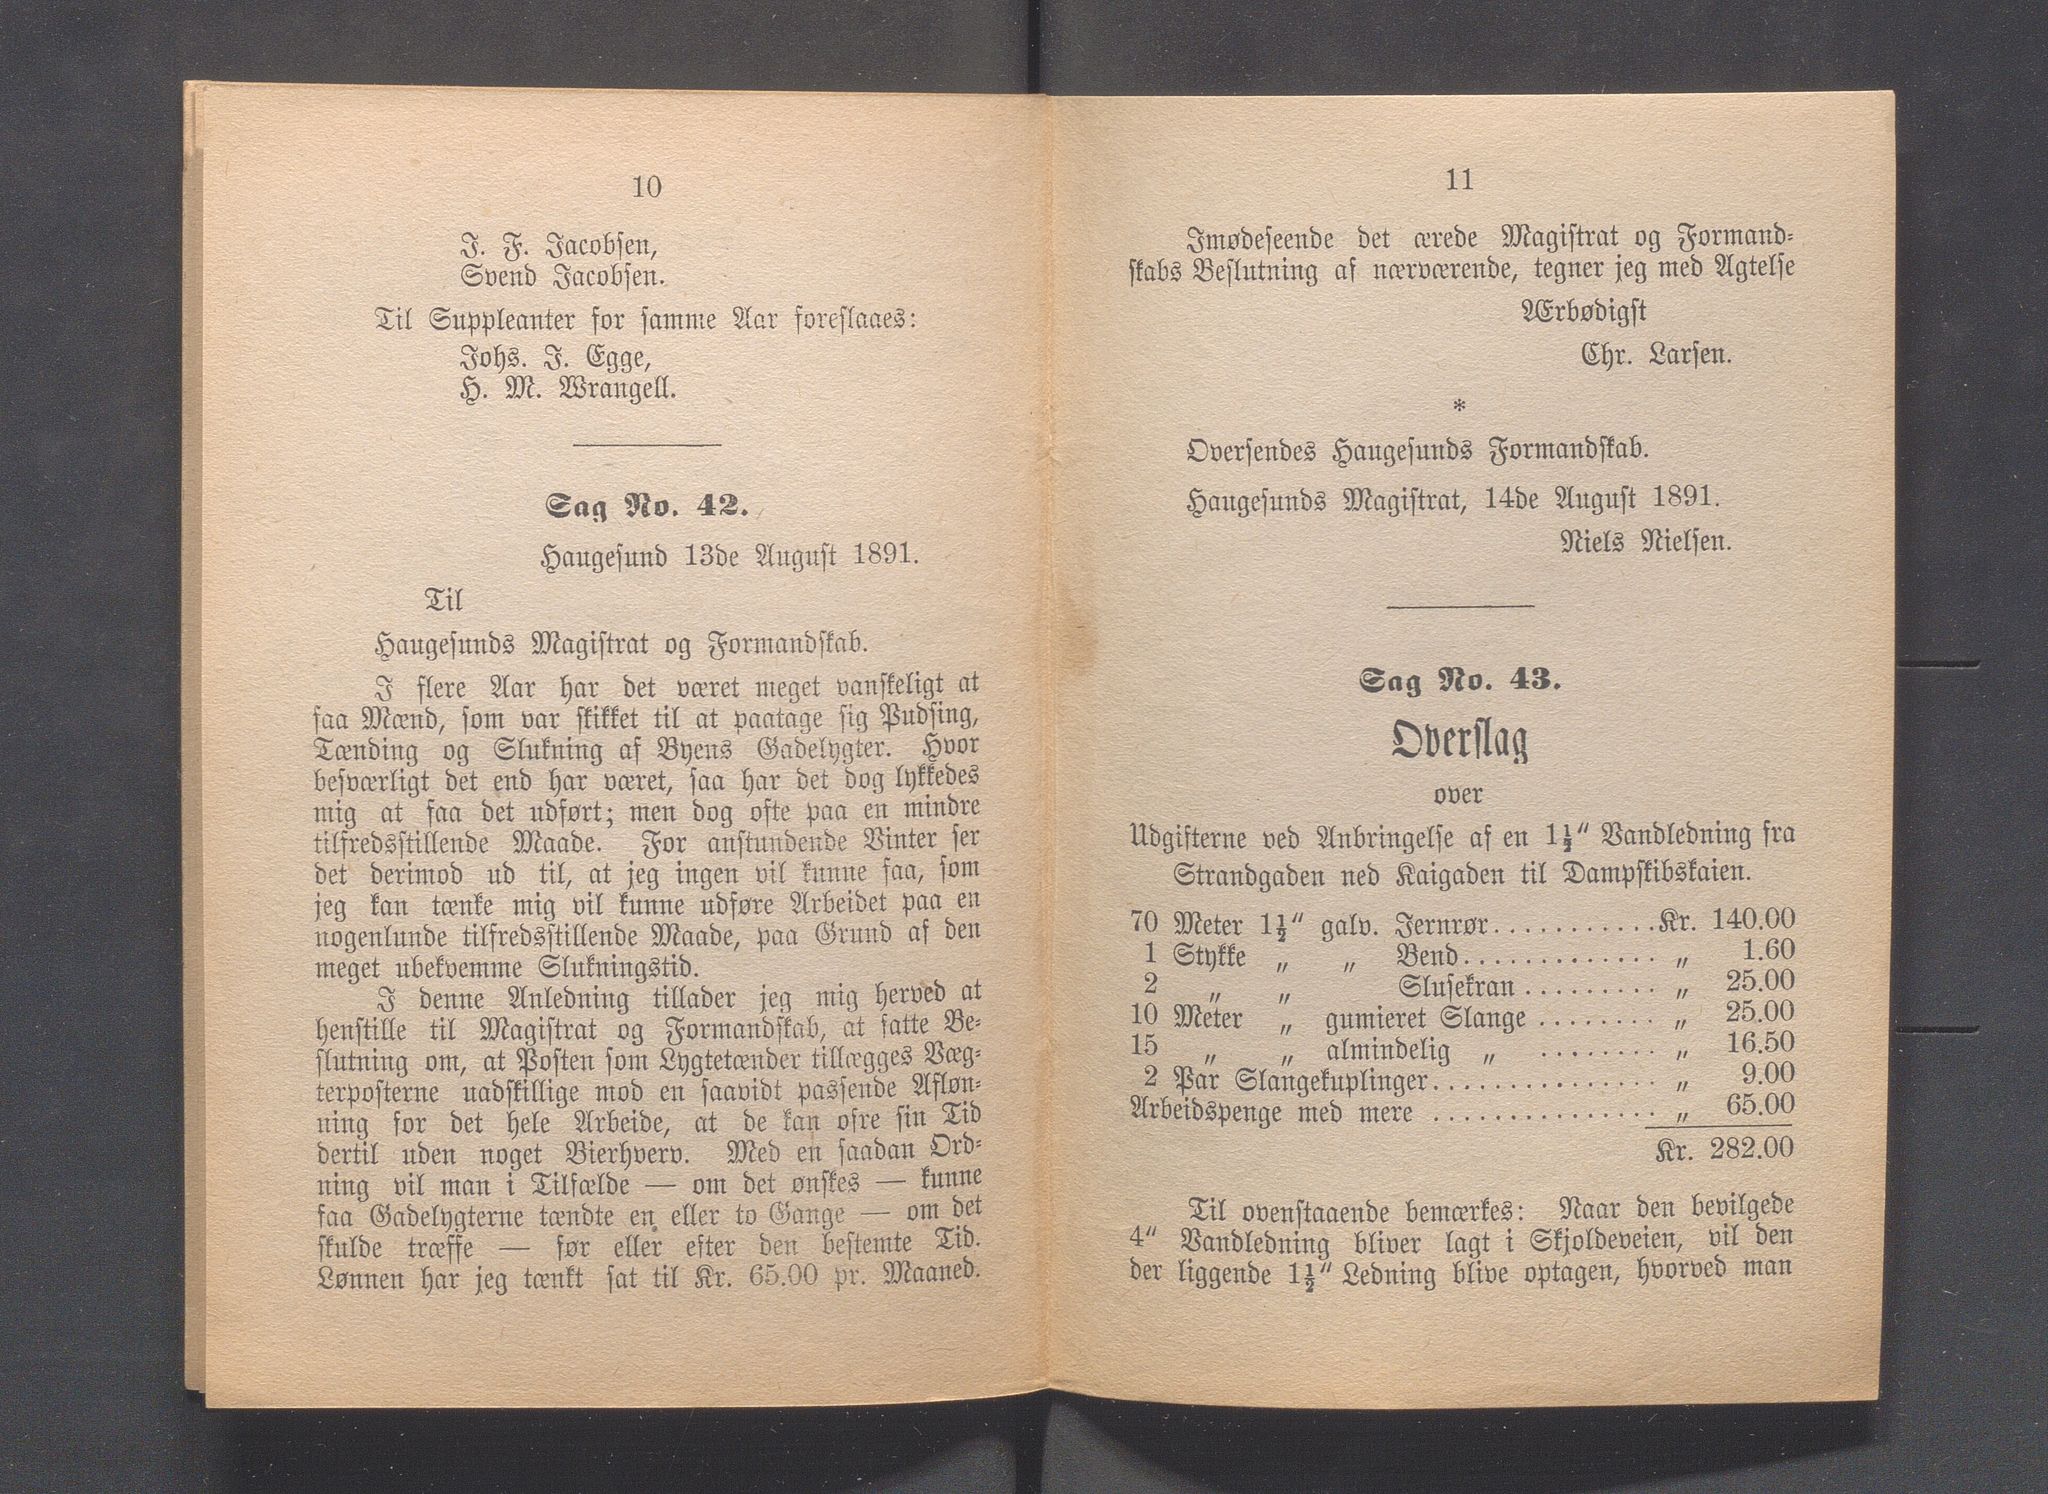 10
J. F. Jacobsen,
Svend Jacobsen.
Til Suppleanter for samme Aar foreslaaes:
Johs. J. Egge,
H. M. Wrangell.
Sag No. 42.
Haugesund 13de August 1891.
Til
Haugesunds Magistrat og Formandskab.
I flere Aar har det været meget vanskeligt at
faa Mænd, som var skikket til at paatage sig Pudsing,
Tænding og Slukning af Byens Gadelygter. Hvor
besværligt det end har været, saa har det dog lykkedes
mig at faa det udført; men dog ofte paa en mindre
tilfredsstillende Maade. For anstundende Vinter ser
det derimod ud til, at jeg ingen vil kunne faa, som
jeg kan tænke mig vil kunne udføre Arbeidet paa en
nogenlunde tilfredsstillende Maade, paa Grund af den
meget ubekvemme Slukningstid.
I denne Anledning tillader jeg mig herved at
henstille til Magistrat og Formandskab, at fatte Be-
slutning om, at Posten som Lygtetænder tillægges Væg-
terposterne uadskillige mod en saavidt passende Afløn-
ning for det hele Arbeide, at de kan ofre sin Tid
dertil uden noget Bierhverv. Med en saadan Ord-
ning vil man i Tilfælde — om det ønskes — kunne
faa Gadelygterne tændte en eller to Gange — om det
skulde træffe — før eller efter den bestemte Tid.
Lønnen har jeg tænkt sat til Kr. 65.00 pr. Maaned.
11
Imødeseende det ærede Magistrat og Formand-
skabs Beslutning af nærværende, tegner jeg med Agtelse
Ærbødigst
Chr. Larsen.
*
Oversendes Haugesunds Formandskab.
Haugesunds Magistrat, 14de August 1891.
Niels Nielsen.
Sag No. 43.
Overslag
over
Udgifterne ved Anbringelse af en 1½" Vandledning fra
Strandgaden ned Kaigaden til Dampskibskaien.
70 Meter 1½" galv. Jernrør............Kr. 140.00
1 Stykke „ „ Bend.............. „ 1.60
2 „ „ Slusekran ......... „ 25.00
10 Meter „ gumieret Slange ........ „ 25.00
15 „ „ almindelig „ ........ „ 16.50
2 Par Slangekuplinger............... „ 9.00
Arbeidspenge med mere ............... „ 65.00
Kr. 282.00
Til ovenstaaende bemærkes: Naar den bevilgede
4" Vandledning bliver lagt i Skjoldeveien, vil den
der liggende 1½" Ledning blive optagen, hvorved man